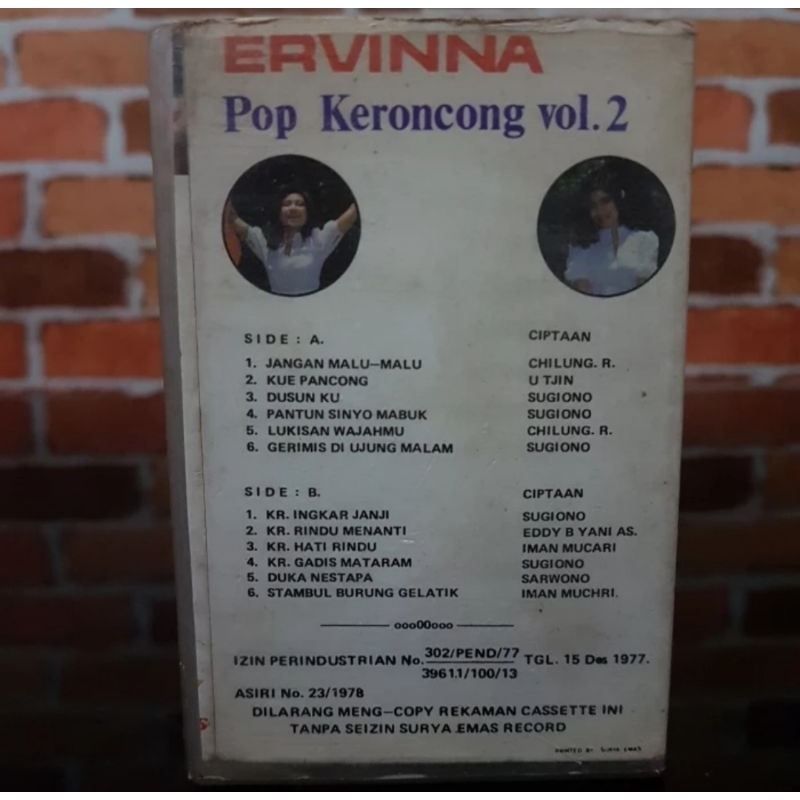 ERVINNA
Pop Keroncong vol.2
SIDE : A. CIPTAAN
1. JANGAN MALU-MALU CHILUNG. R.
2. KUE PANCONG U TJIN
3. DUSUN KU SUGIONO
4. PANTUN SINYO MABUK SUGIONO
5. LUKISAN WAJAHMU CHILUNG. R.
6. GERIMIS DI UJUNG MALAM SUGIONO
SIDE : B. CIPTAAN
1. KR. INGKAR JANJI SUGIONO
2. KR. RINDU MENANTI EDDY B YANI AS.
3. KR. HATI RINDU IMAN MUCARI
4. KR. GADIS MATARAM SUGIONO
5. DUKA NESTAPA SARWONO
6. STAMBUL BURUNG GELATIK IMAN MUCHRI.
ooo00ooo
IZIN PERINDUSTRIAN No. 302/PEND/77 TGL. 15 Des 1977.
3961.1/100/13
ASIRI No. 23/1978
DILARANG MENG-COPY REKAMAN CASSETTE INI
TANPA SEIZIN SURYA EMAS RECORD
PRINTED BY SURYA EMAS